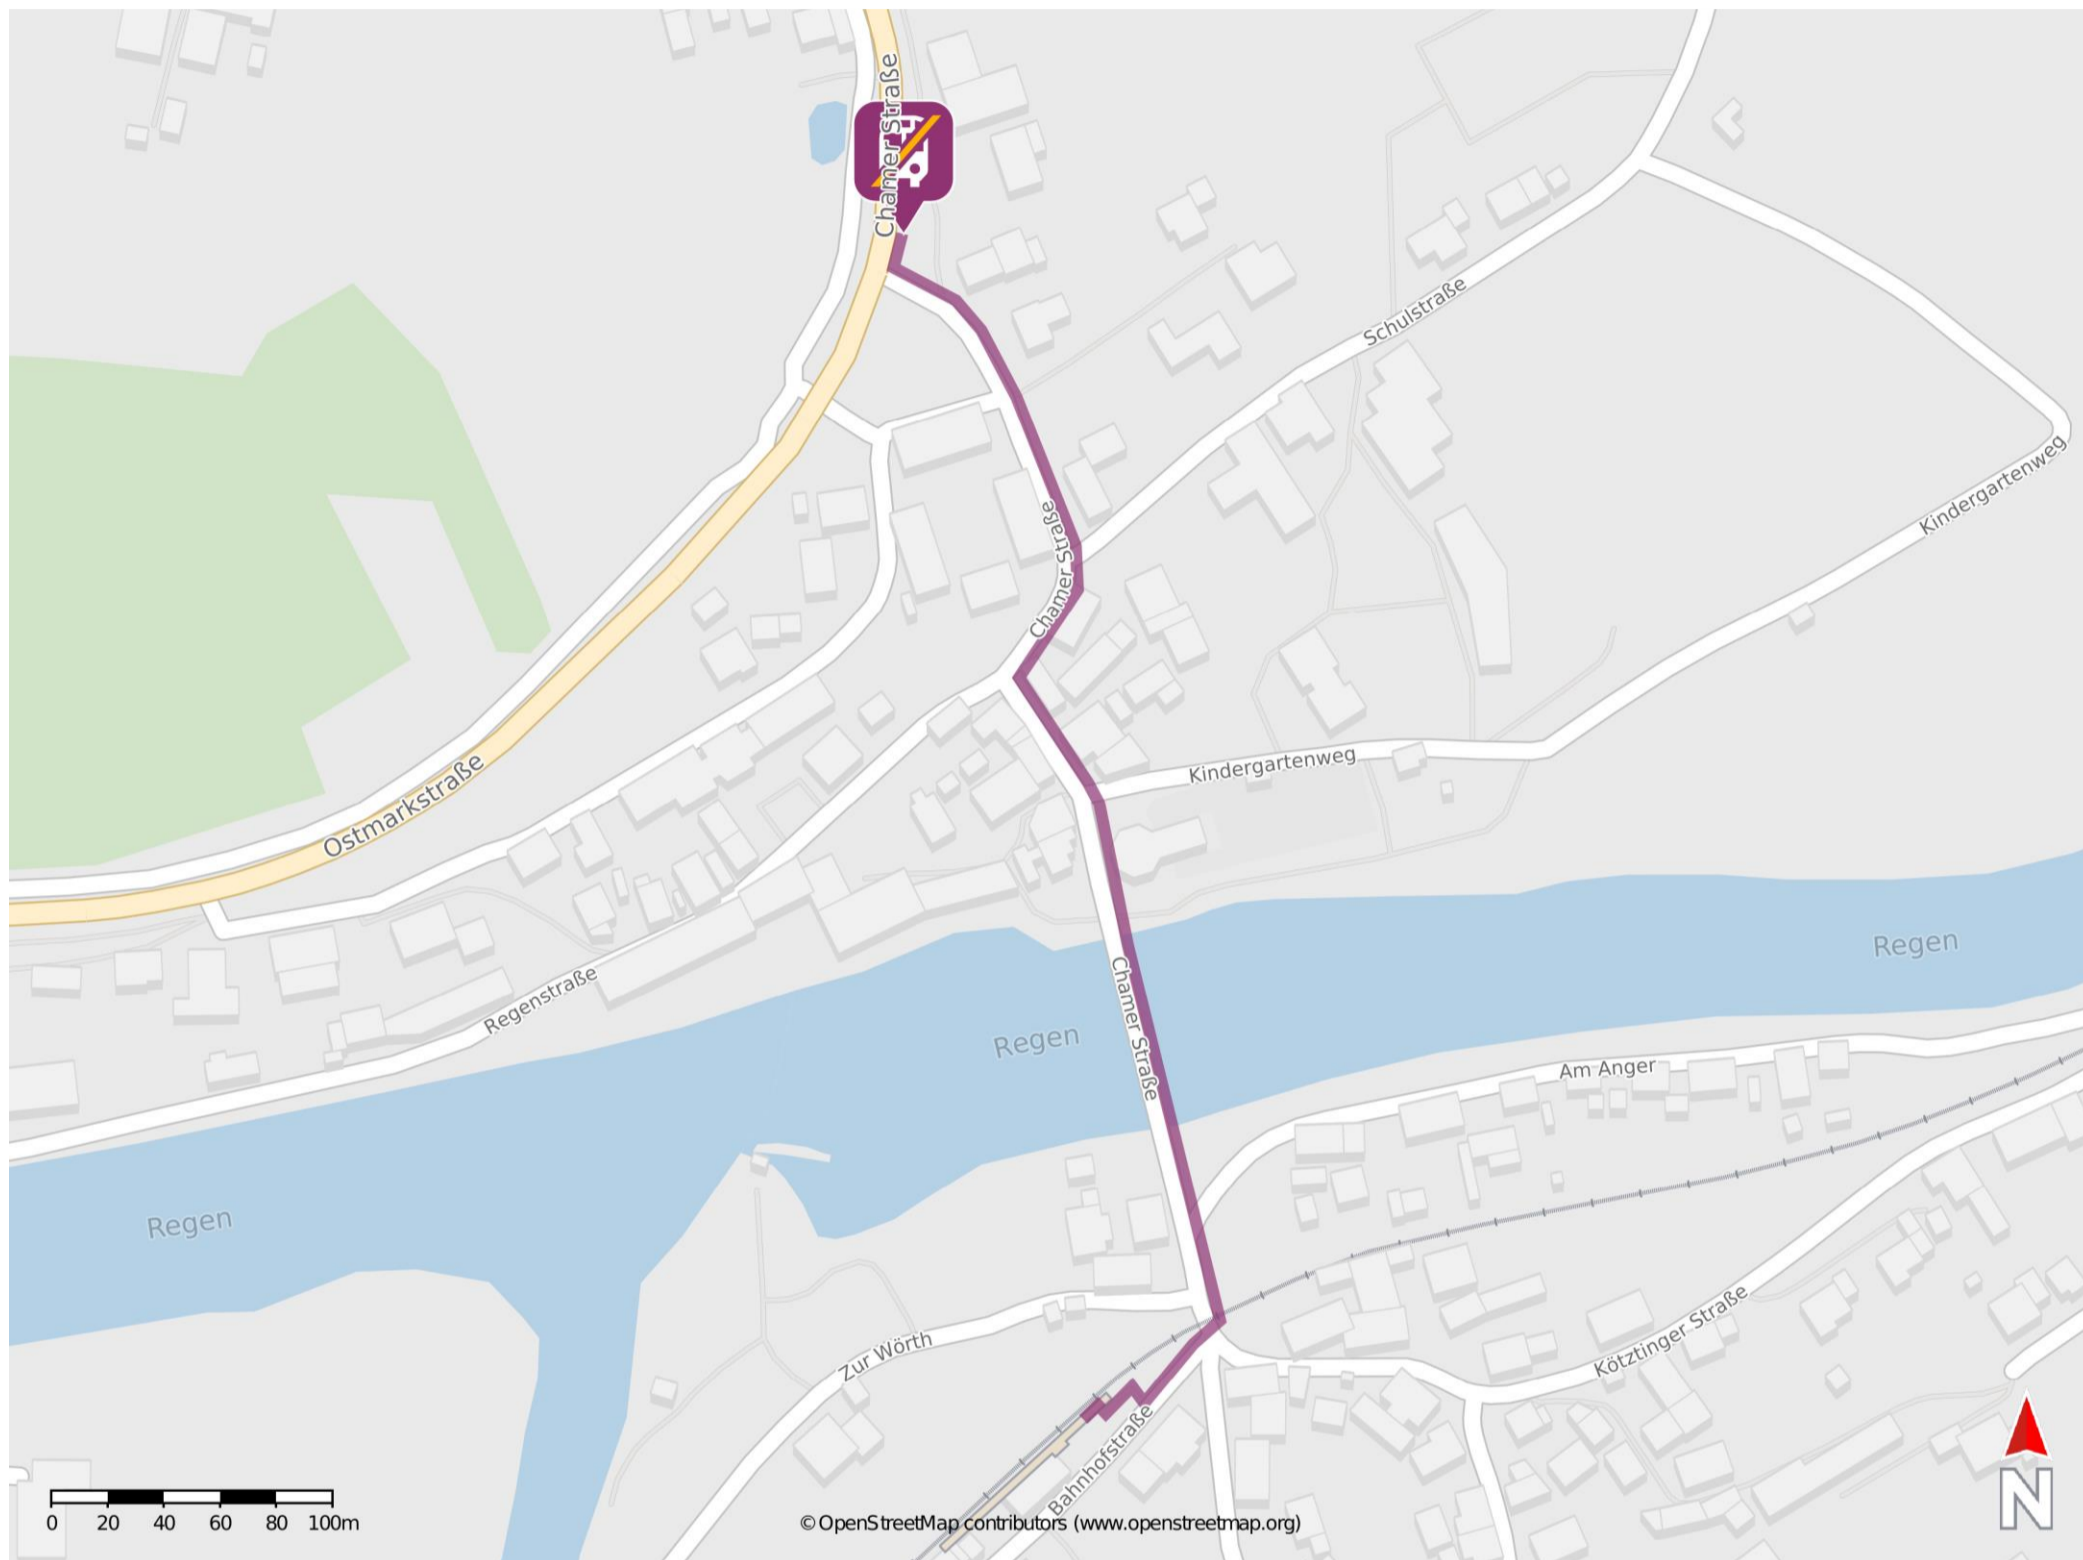 Chamer Straße
Schulstraße
Kindergartenweg
Chamer Straße
Kindergartenweg
Ostmarkstraße
Regen
Regenstraße
Chamer Straße
Regen
Am Anger
Regen
Zur Wörth
Kötztinger Straße
Bahnhofstraße
N
0 20 40 60 80 100m
© OpenStreetMap contributors (www.openstreetmap.org)